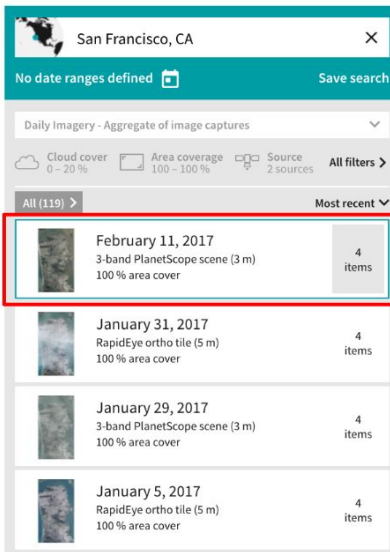 San Francisco, CA
No date ranges defined Save search
Daily Imagery - Aggregate of image captures
Cloud cover Area coverage Source All filters >
0 – 20 % 100 – 100 % 2 sources
All (119) > Most recent
February 11, 2017
3-band PlanetScope scene (3 m)
100 % area cover
4
items
January 31, 2017
RapidEye ortho tile (5 m)
100 % area cover
4
items
January 29, 2017
3-band PlanetScope scene (3 m)
100 % area cover
4
items
January 5, 2017
RapidEye ortho tile (5 m)
100 % area cover
4
items